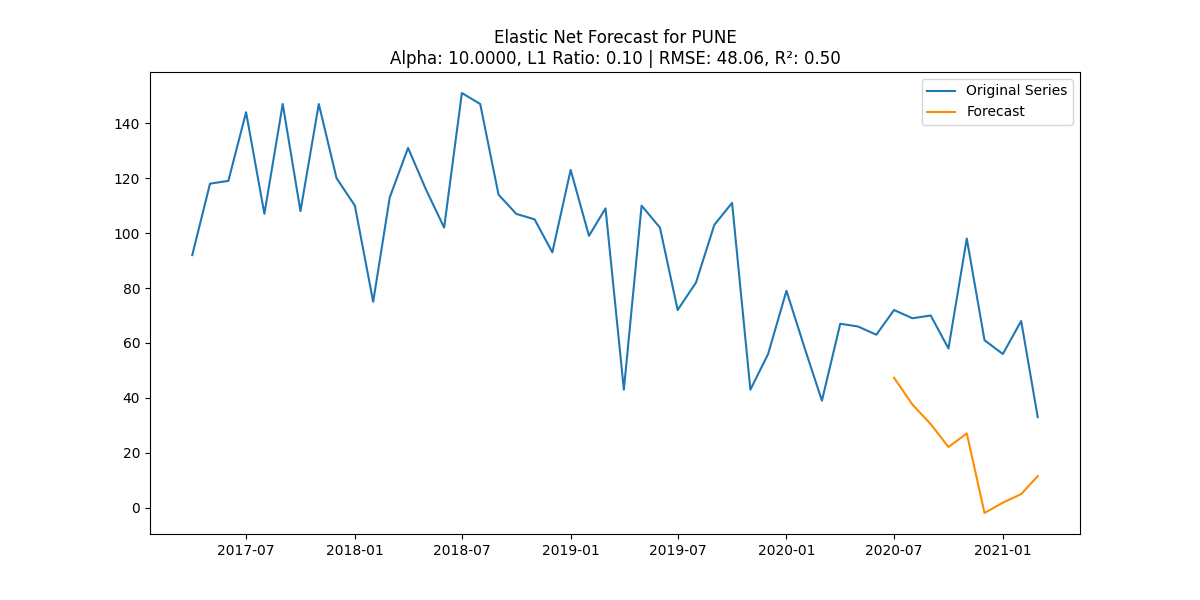 Elastic Net Forecast for PUNE
Alpha: 10.0000, L1 Ratio: 0.10 | RMSE: 48.06, R²: 0.50
Original Series
Forecast
140
120
100
80
60
40
20
0
2017-07 2018-01 2018-07 2019-01 2019-07 2020-01 2020-07 2021-01